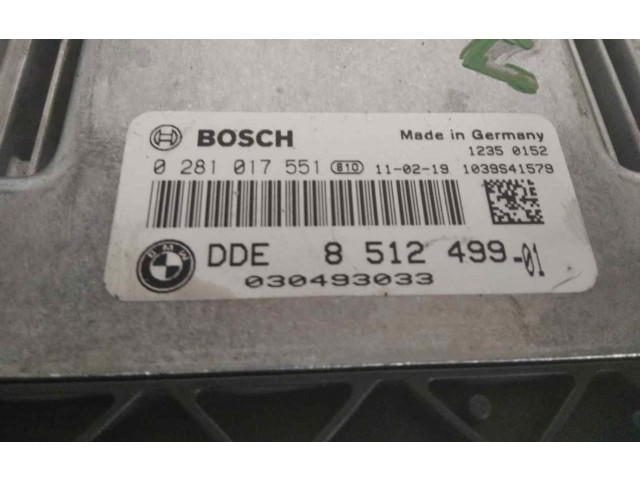 BOSCH
Made in Germany
1235 0152
0 281 017 551 810 11-02-19 1039S41579
BMW DDE 8 512 499-01
030493033